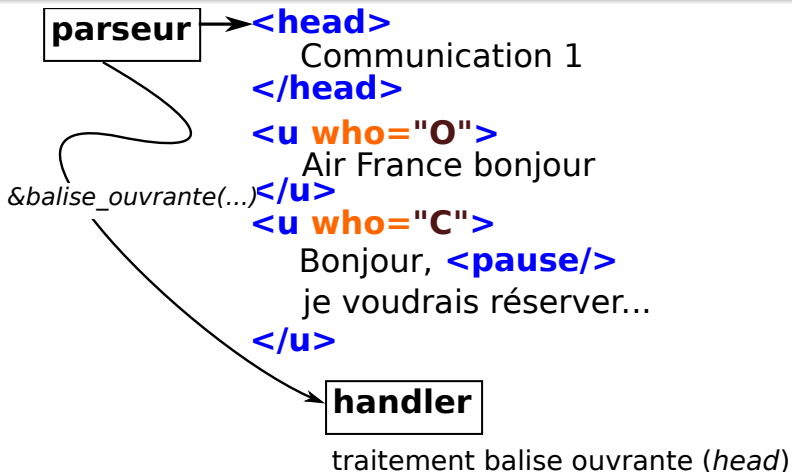 parseur
<head>
Communication 1
</head>
<u who="O">
Air France bonjour
</u>
&balise_ouvrante(...)
<u who="C">
Bonjour, <pause/>
je voudrais réserver...
</u>
handler
traitement balise ouvrante (head)